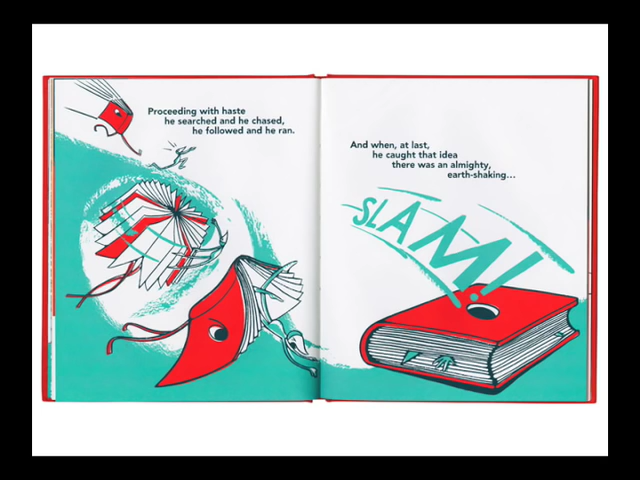 Proceeding with haste
he searched and he chased,
he followed and he ran.
And when, at last,
he caught that idea
there was an almighty,
earth-shaking...
SLAM!